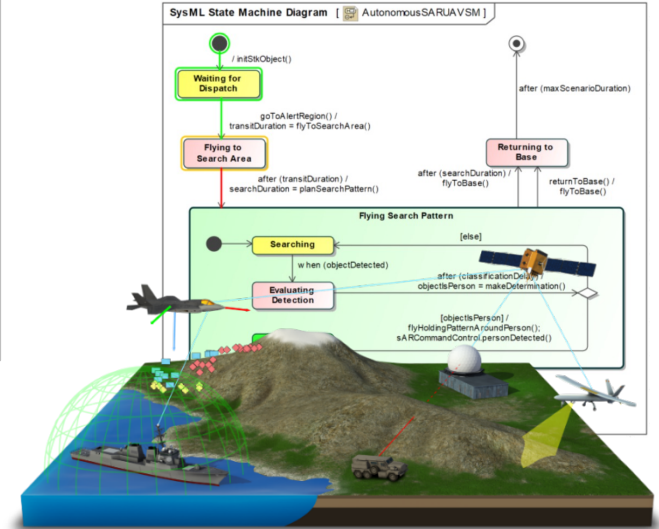 SysML State Machine Diagram [ AutonomousSARUAVSM ]
/ initStkObject()
Waiting for
Dispatch
goToAlertRegion() /
transitDuration = flyToSearchArea()
Flying to
Search Area
after (transitDuration) /
searchDuration = planSearchPattern()
after (maxScenarioDuration)
Returning to
Base
after (searchDuration) /
flyToBase()
returnToBase() /
flyToBase()
Flying Search Pattern
[else]
Searching
when (objectDetected)
Evaluating
Detection
after (classificationDelay) /
objectIsPerson = makeDetermination()
[objectIsPerson] /
flyHoldingPatternAroundPerson();
sARCommandControl.personDetected()